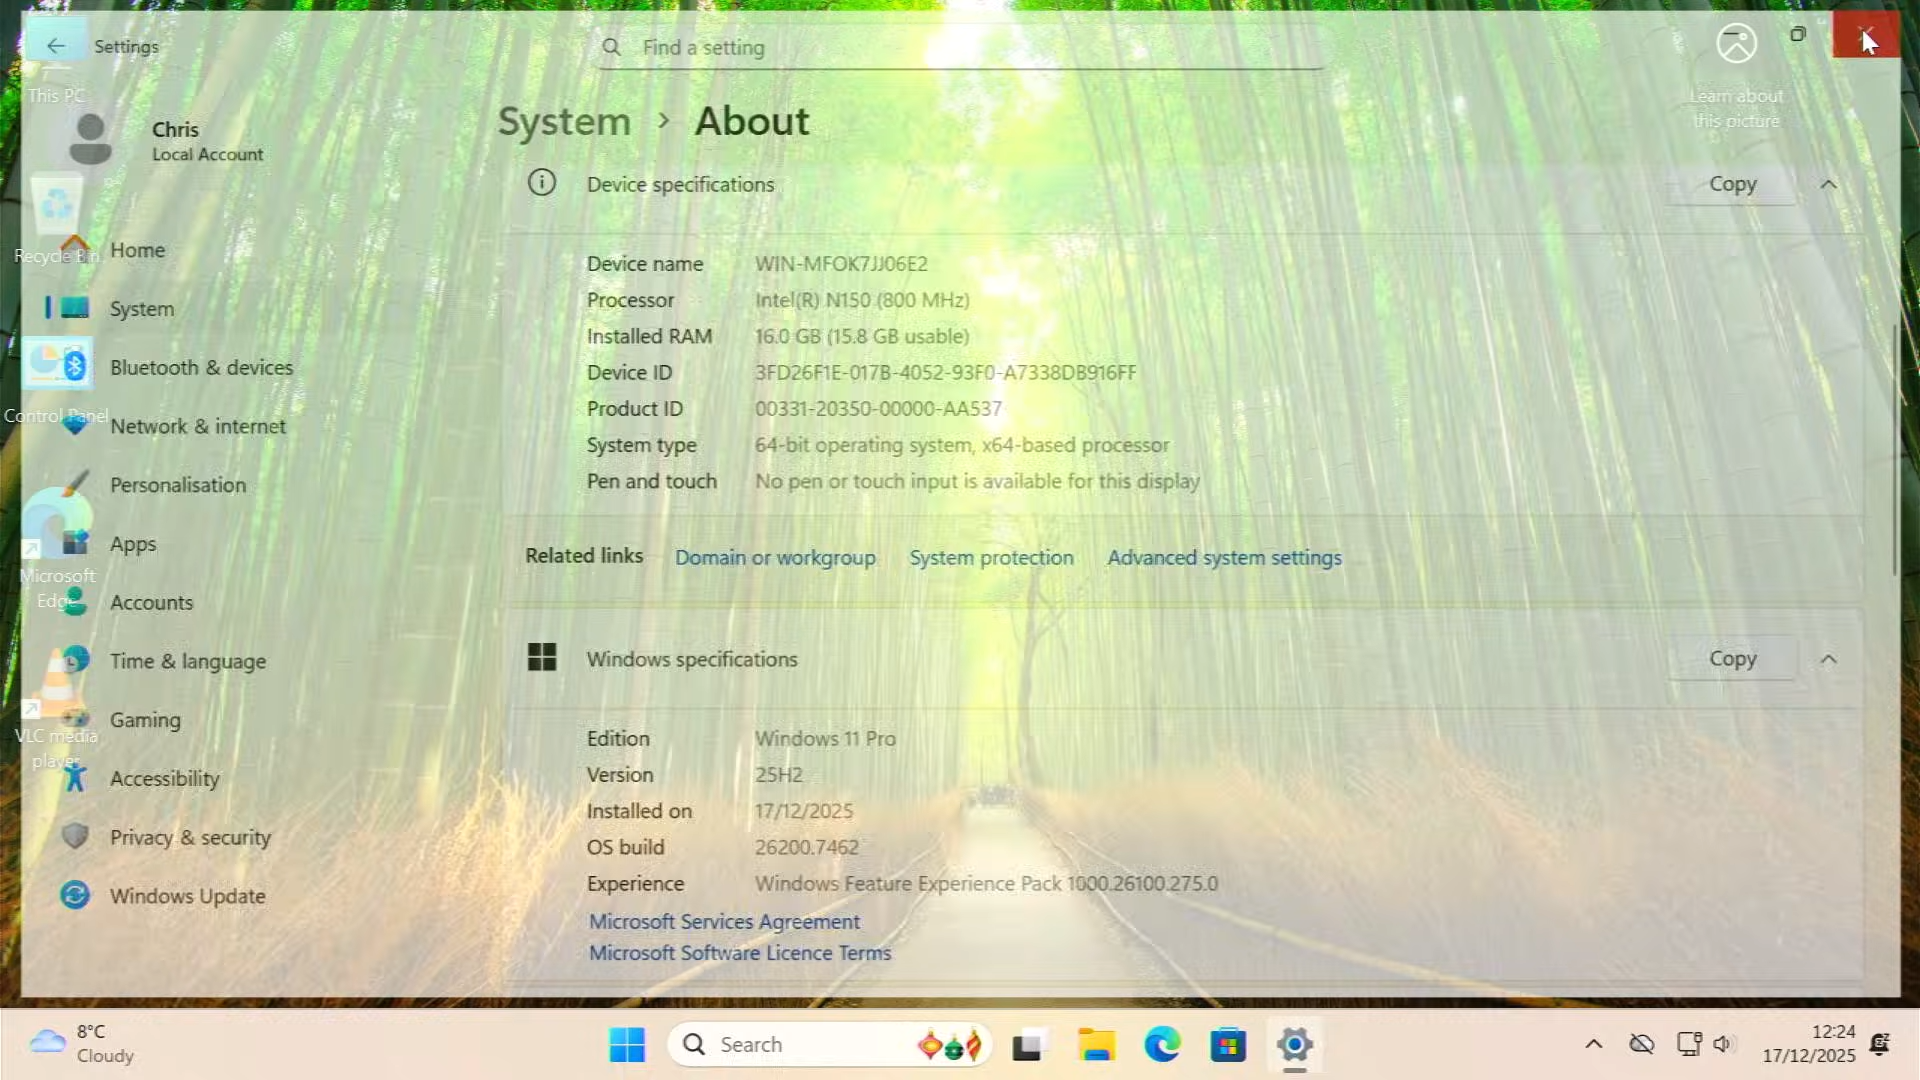 Settings
Find a setting
This PC
Learn about
this picture
Chris
Local Account
System > About
Device specifications
Copy
Recycle Bin
Home
System
Bluetooth & devices
Control Panel
Network & internet
Personalisation
Apps
Microsoft
Edge
Accounts
Time & language
Gaming
VLC media
player
Accessibility
Privacy & security
Windows Update
Device name WIN-MFOK7JJ06E2
Processor Intel(R) N150 (800 MHz)
Installed RAM 16.0 GB (15.8 GB usable)
Device ID 3FD26F1E-017B-4052-93F0-A7338DB916FF
Product ID 00331-20350-00000-AA537
System type 64-bit operating system, x64-based processor
Pen and touch No pen or touch input is available for this display
Related links Domain or workgroup System protection Advanced system settings
Windows specifications
Copy
Edition Windows 11 Pro
Version 25H2
Installed on 17/12/2025
OS build 26200.7462
Experience Windows Feature Experience Pack 1000.26100.275.0
Microsoft Services Agreement
Microsoft Software Licence Terms
8°C
Cloudy
Search
12:24
17/12/2025